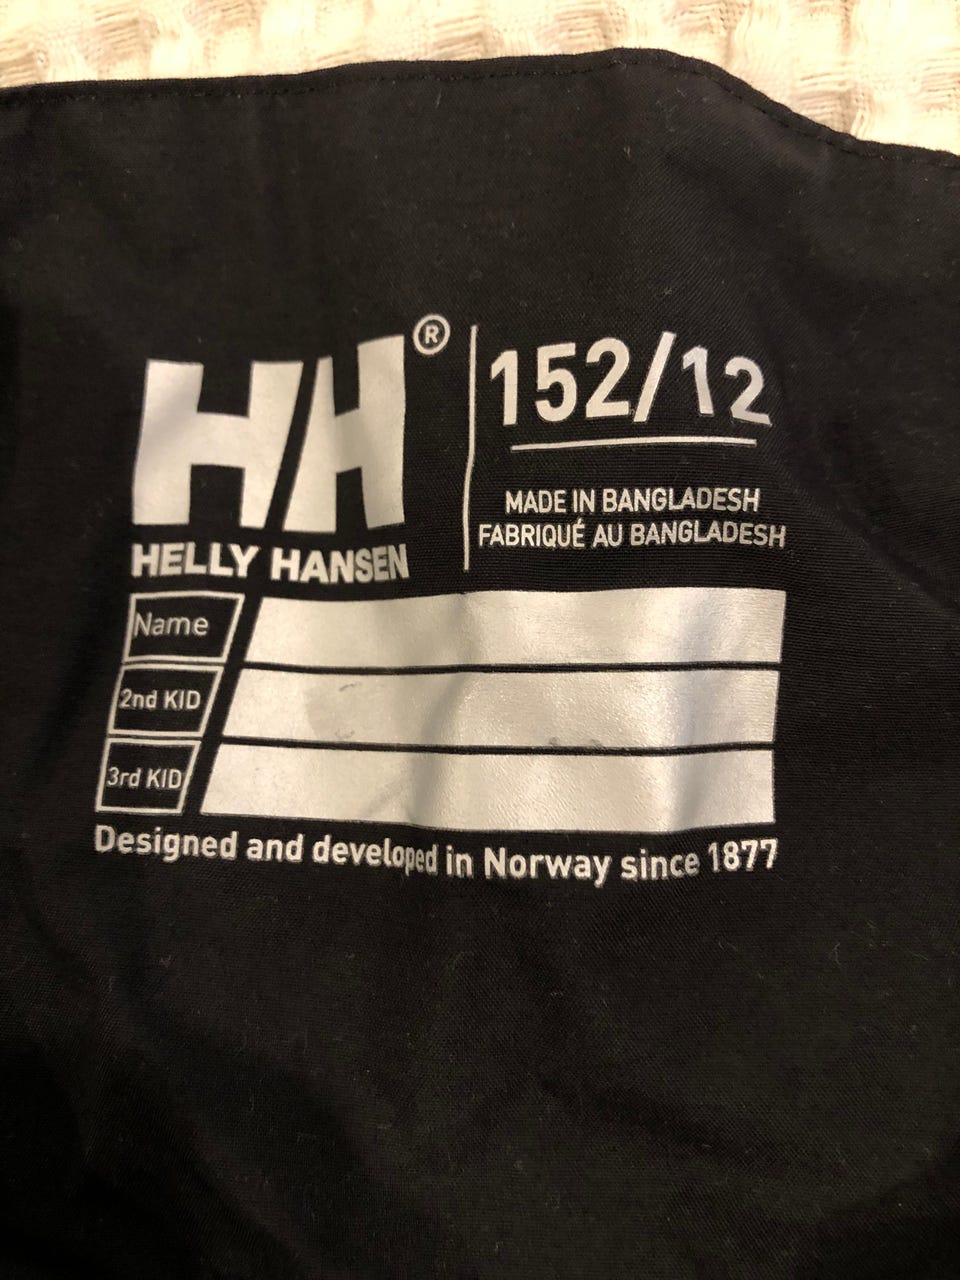 HH®
HELLY HANSEN
152/12
MADE IN BANGLADESH
FABRIQUÉ AU BANGLADESH
Name
2nd KID
3rd KID
Designed and developed in Norway since 1877